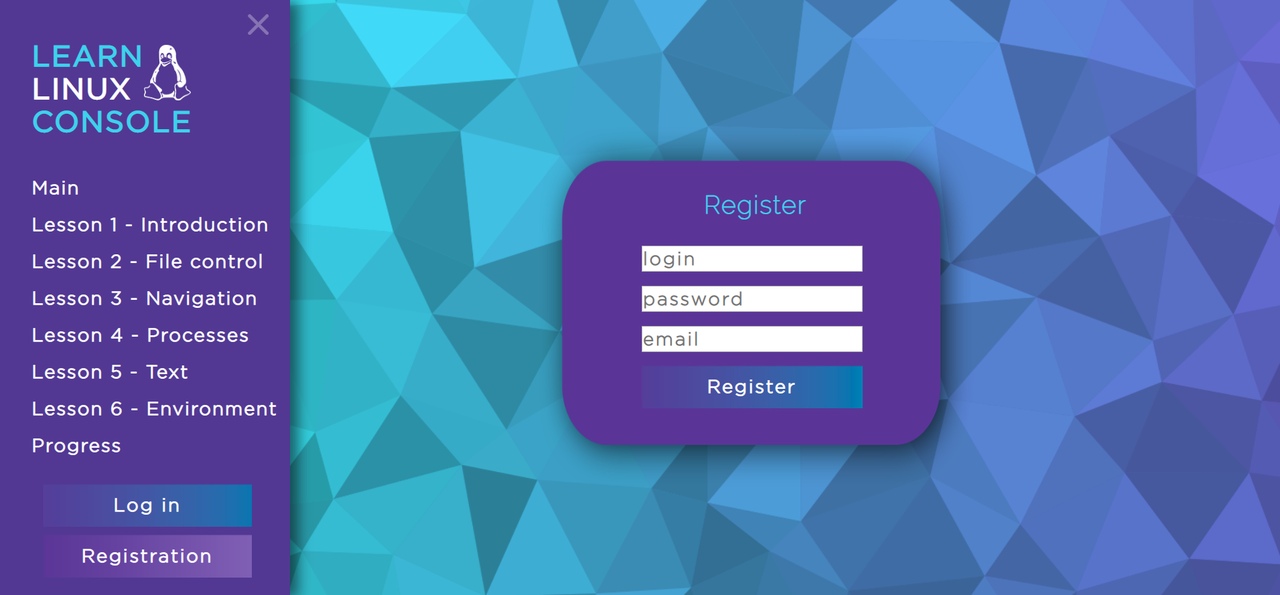 LEARN
LINUX
CONSOLE
Main
Lesson 1 - Introduction
Lesson 2 - File control
Lesson 3 - Navigation
Lesson 4 - Processes
Lesson 5 - Text
Lesson 6 - Environment
Progress
Log in
Registration
Register
login
password
email
Register